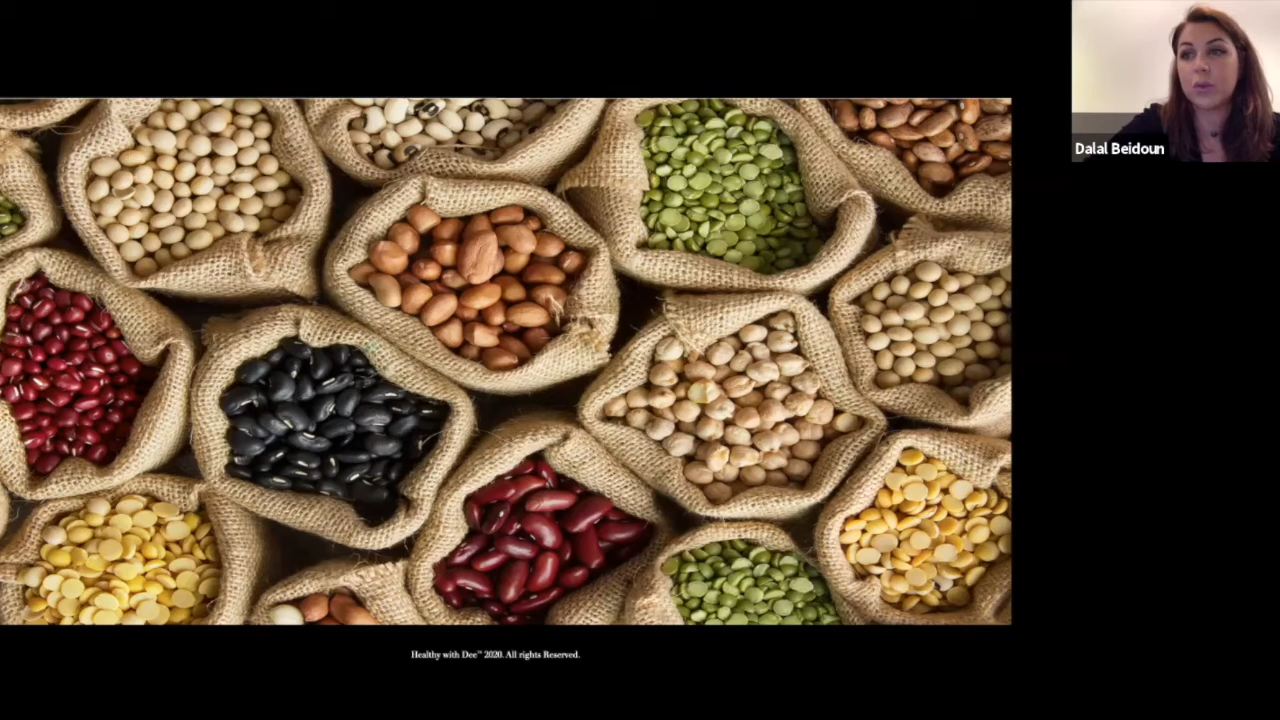 Dalal Beidoun
Healthy with Dee™ 2020. All rights Reserved.